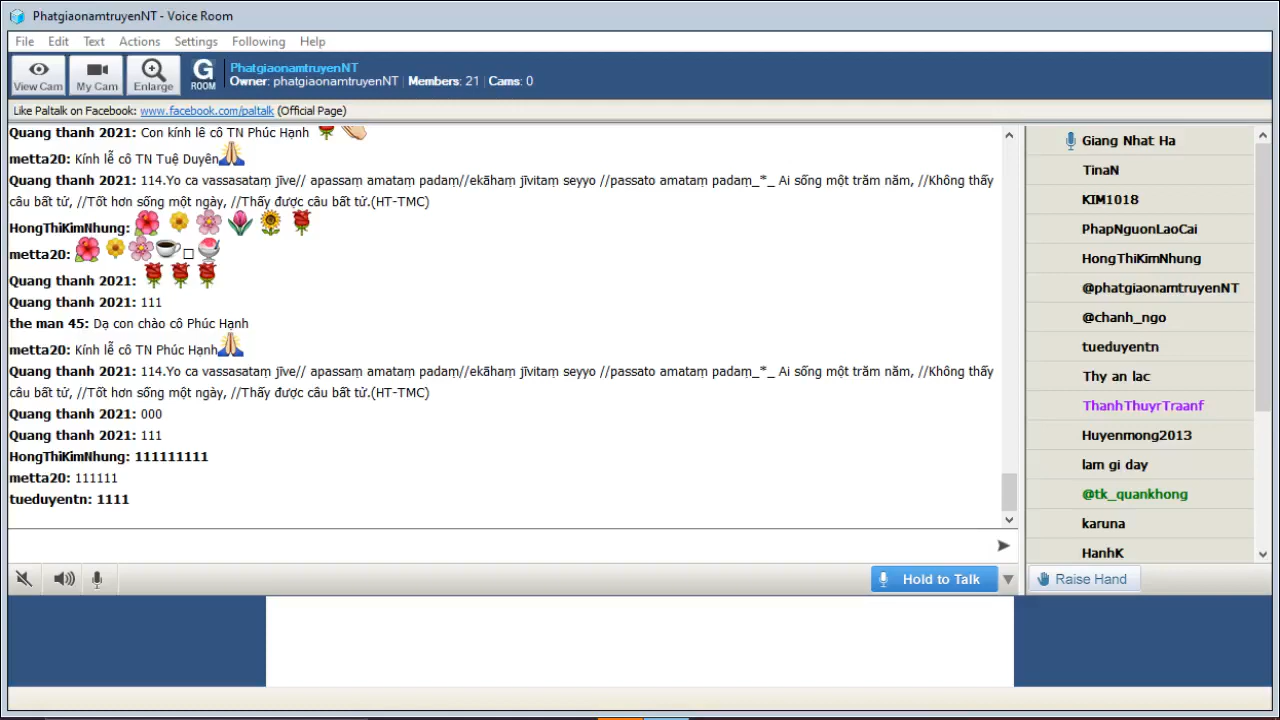 PhatgiaonamtruyenNT - Voice Room
File Edit Text Actions Settings Following Help
View Cam My Cam Enlarge G ROOM
PhatgiaonamtruyenNT
Owner: phatgiaonamtruyenNT Members: 21 Cams: 0
Like Paltalk on Facebook: www.facebook.com/paltalk (Official Page)
Quang thanh 2021: Con kính lê cô TN Phúc Hạnh
metta20: Kính lễ cô TN Tuệ Duyên
Quang thanh 2021: 114.Yo ca vassasataṃ jīve// apassaṃ amataṃ padaṃ//ekāhaṃ jīvitaṃ seyyo //passato amataṃ padaṃ_*_ Ai sống một trăm năm, //Không thấy
câu bất tử, //Tốt hơn sống một ngày, //Thấy được câu bất tử.(HT-TMC)
HongThiKimNhung:
metta20:
Quang thanh 2021:
Quang thanh 2021: 111
the man 45: Dạ con chào cô Phúc Hạnh
metta20: Kính lễ cô TN Phúc Hạnh
Quang thanh 2021: 114.Yo ca vassasataṃ jīve// apassaṃ amataṃ padaṃ//ekāhaṃ jīvitaṃ seyyo //passato amataṃ padaṃ_*_ Ai sống một trăm năm, //Không thấy
câu bất tử, //Tốt hơn sống một ngày, //Thấy được câu bất tử.(HT-TMC)
Quang thanh 2021: 000
Quang thanh 2021: 111
HongThiKimNhung: 111111111
metta20: 111111
tueduyentn: 1111
Hold to Talk
Giang Nhat Ha
TinaN
KIM1018
PhapNguonLaoCai
HongThiKimNhung
@phatgiaonamtruyenNT
@chanh_ngo
tueduyentn
Thy an lac
ThanhThuyrTraanf
Huyenmong2013
lam gi day
@tk_quankhong
karuna
HanhK
Raise Hand